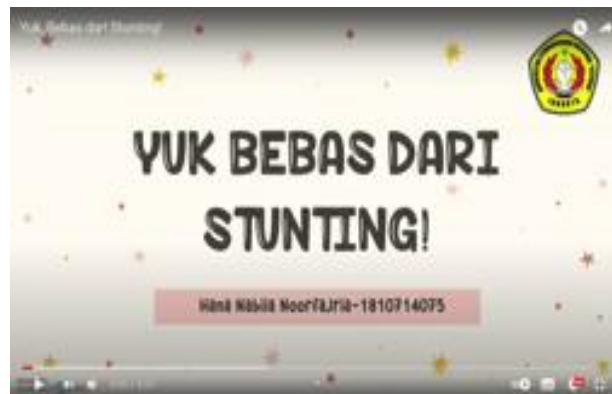 Yuk, Bebas dari Stunting!
YUK BEBAS DARI
STUNTING!
Hana Nabila Noorfajria-1810714075